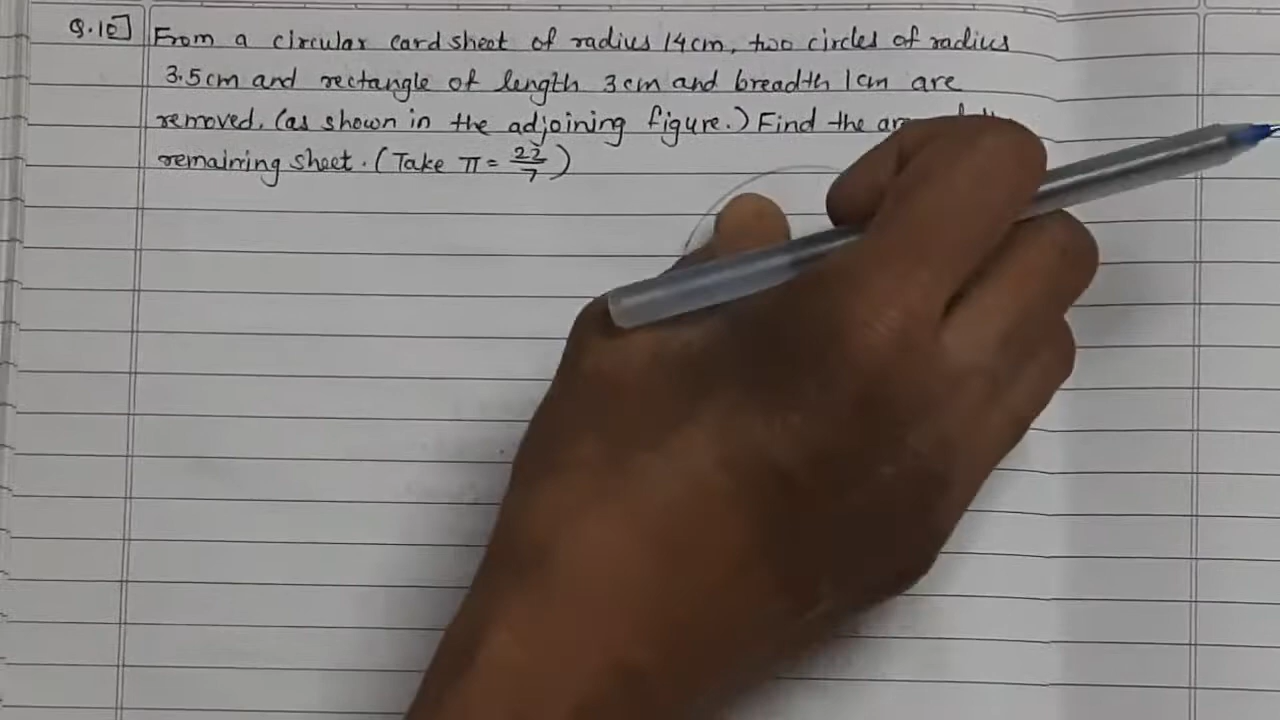 Q.10] From a circular card sheet of radius 14cm, two circles of radius
3.5cm and rectangle of length 3cm and breadth 1cm are
removed. (as shown in the adjoining figure.) Find the
remaining sheet. (Take π = 22/7)